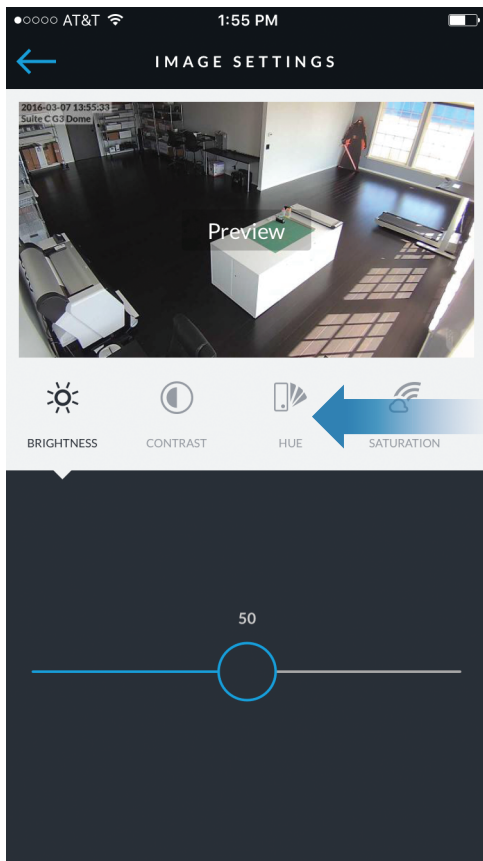 AT&T 1:55 PM
IMAGE SETTINGS
2016-03-07 13:55:33
Suite C G3 Dome
Preview
BRIGHTNESS CONTRAST HUE SATURATION
50